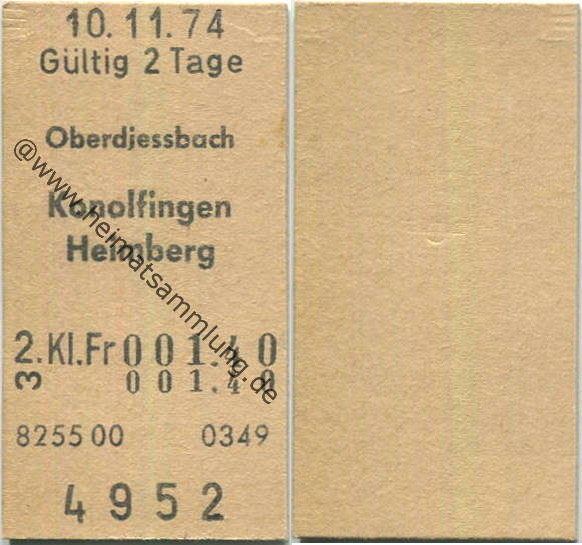 10.11.74
Gültig 2 Tage
Oberdiessbach
Konolfingen
Heimberg
2.Kl.Fr 001.40
3 001.40
825500 0349
4952
@www.heimatsammlung.de